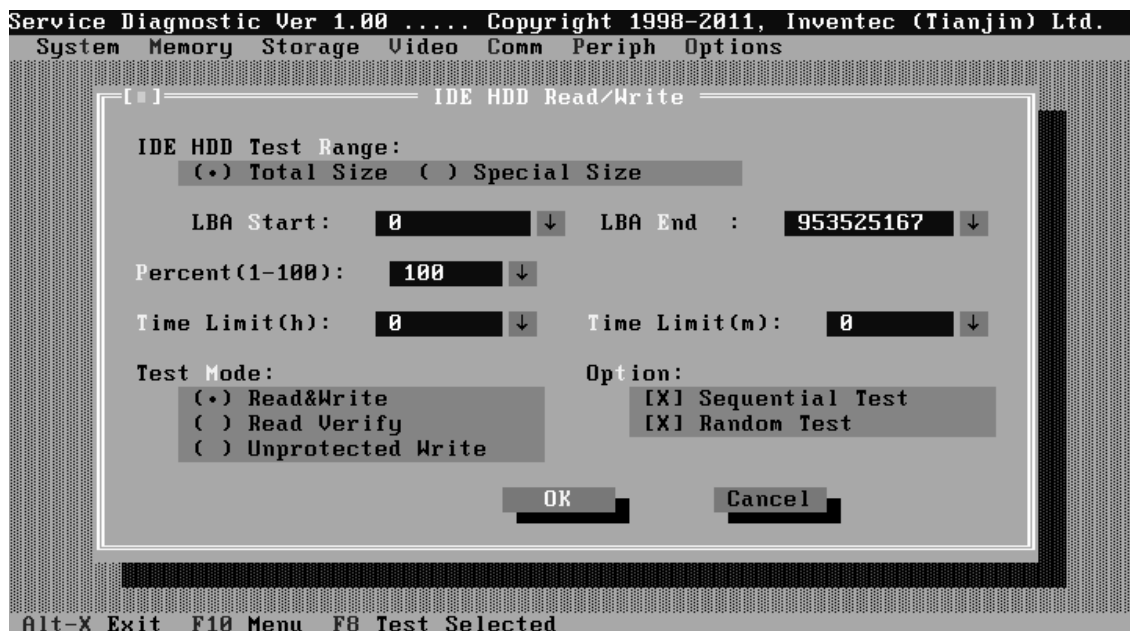 Service Diagnostic Ver 1.00 ..... Copyright 1998-2011, Inventec (Tianjin) Ltd.
System Memory Storage Video Comm Periph Options
[■] IDE HDD Read/Write
IDE HDD Test Range:
(•) Total Size ( ) Special Size
LBA Start: 0 ↓ LBA End : 953525167 ↓
Percent(1-100): 100 ↓
Time Limit(h): 0 ↓ Time Limit(m): 0 ↓
Test Mode: Option:
(•) Read&Write [X] Sequential Test
( ) Read Verify [X] Random Test
( ) Unprotected Write
OK Cancel
Alt-X Exit F10 Menu F8 Test Selected